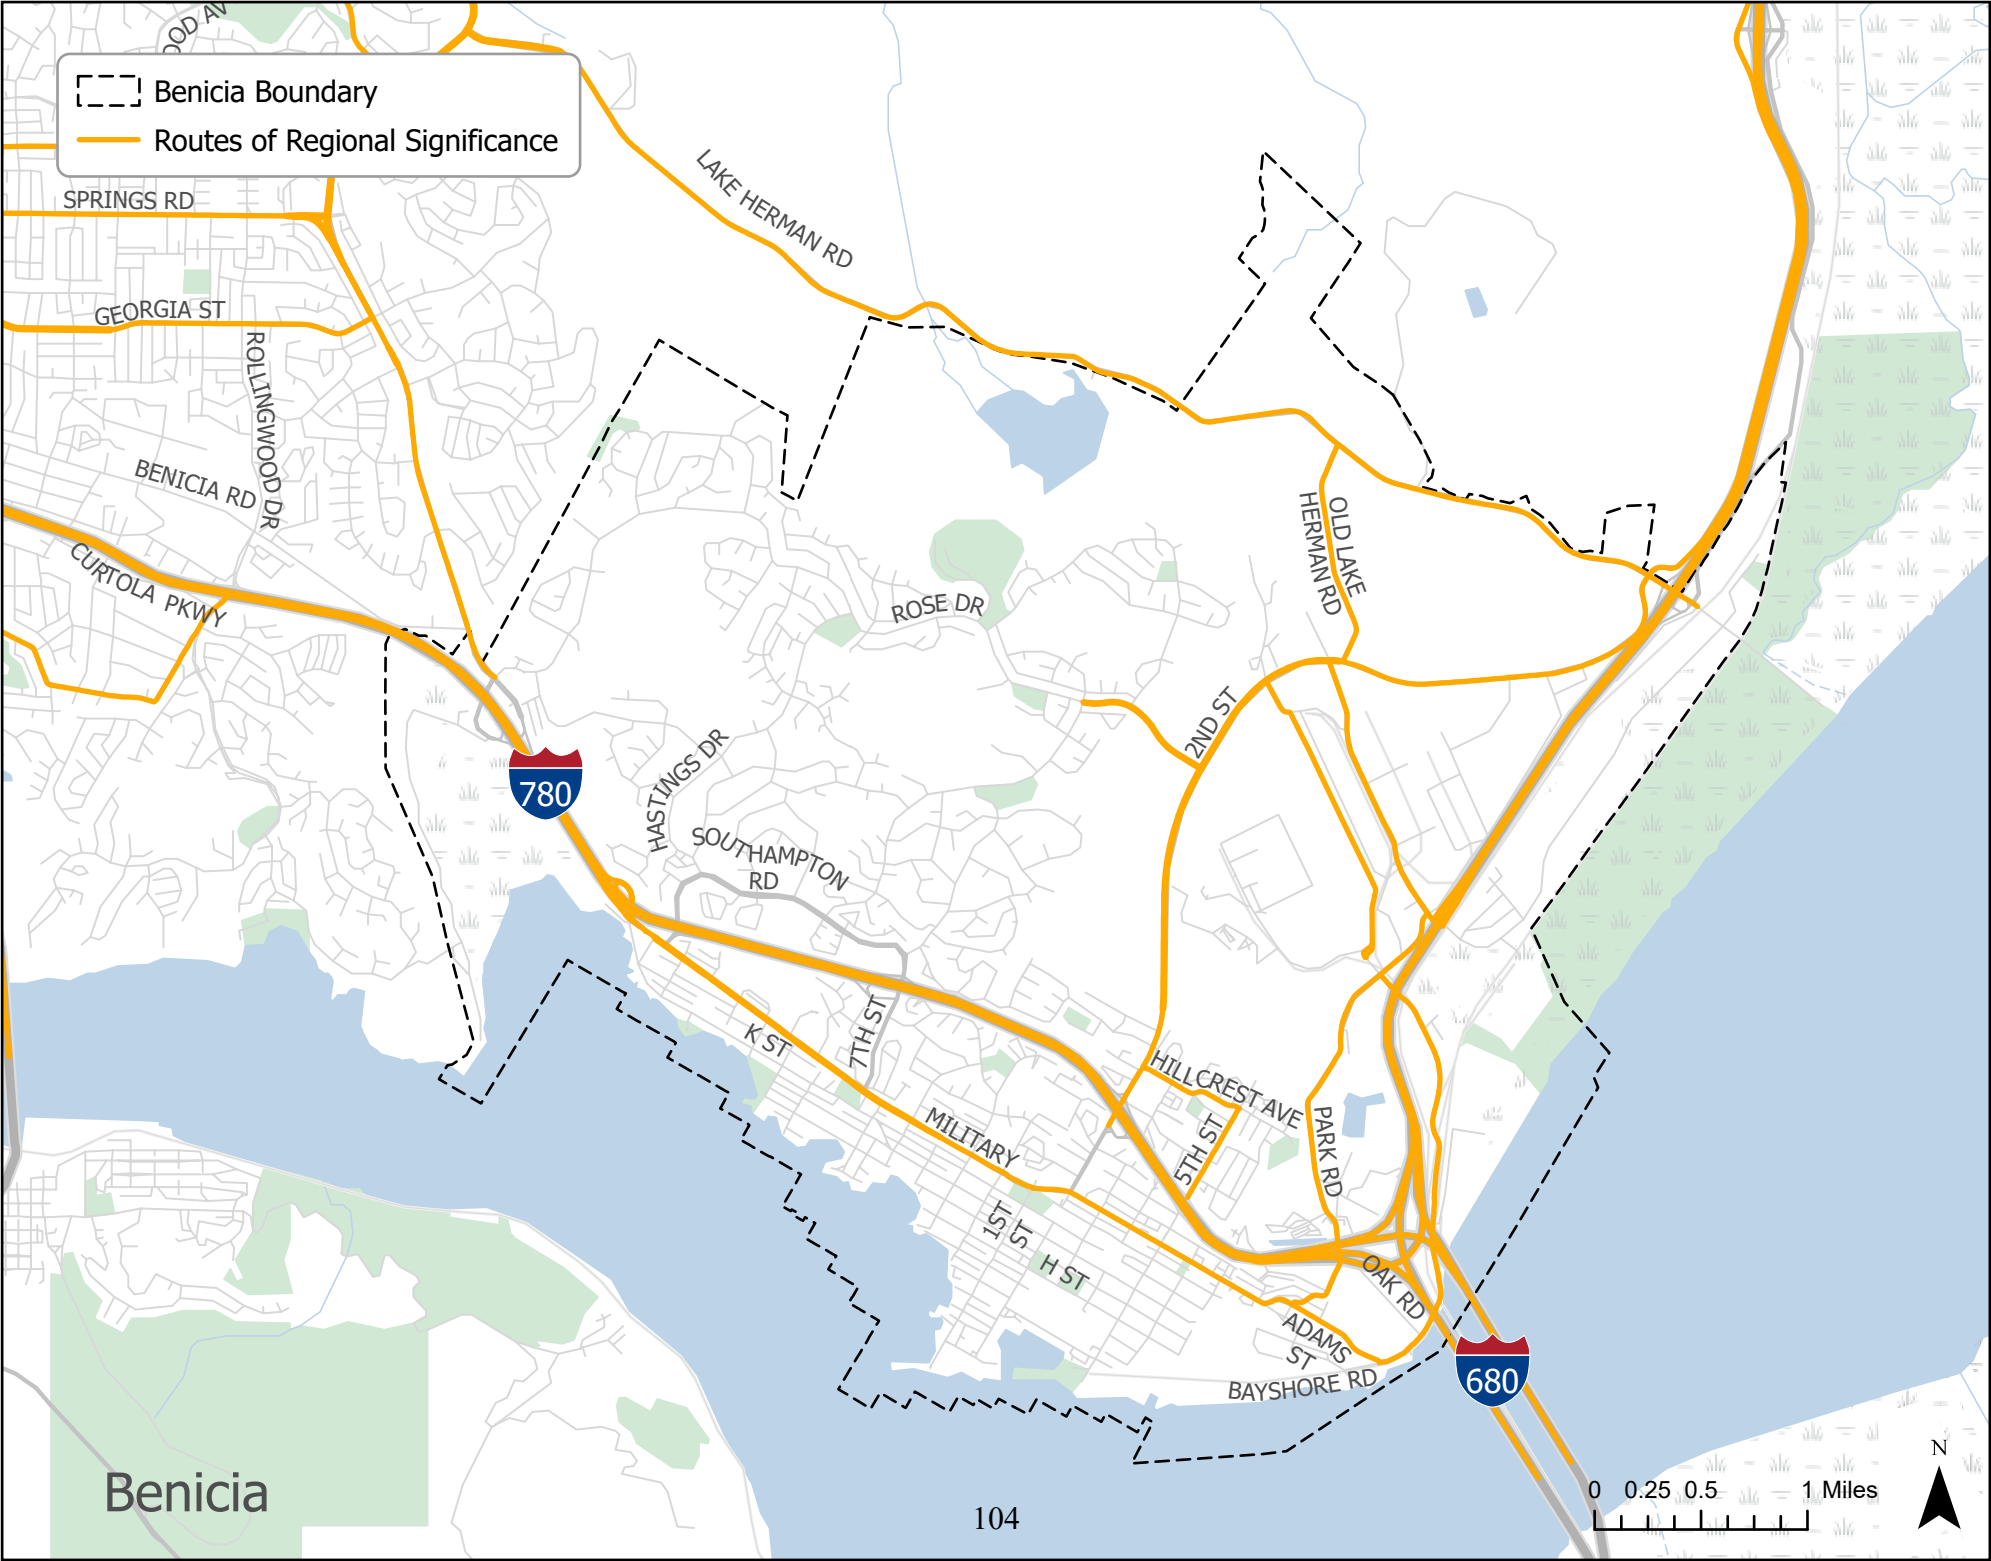 OOD AV
Benicia Boundary
Routes of Regional Significance
SPRINGS RD
LAKE HERMAN RD
GEORGIA ST
ROLLINGWOOD DR
BENICIA RD
CURTOLA PKWY
OLD LAKE
HERMAN RD
ROSE DR
2ND ST
HASTINGS DR
780
SOUTHAMPTON
RD
7TH ST
K ST
HILLCREST AVE
MILITARY
5TH ST
PARK RD
1ST
ST
H ST
OAK RD
ADAMS
ST
BAYSHORE RD
680
Benicia
104
0 0.25 0.5 1 Miles
N